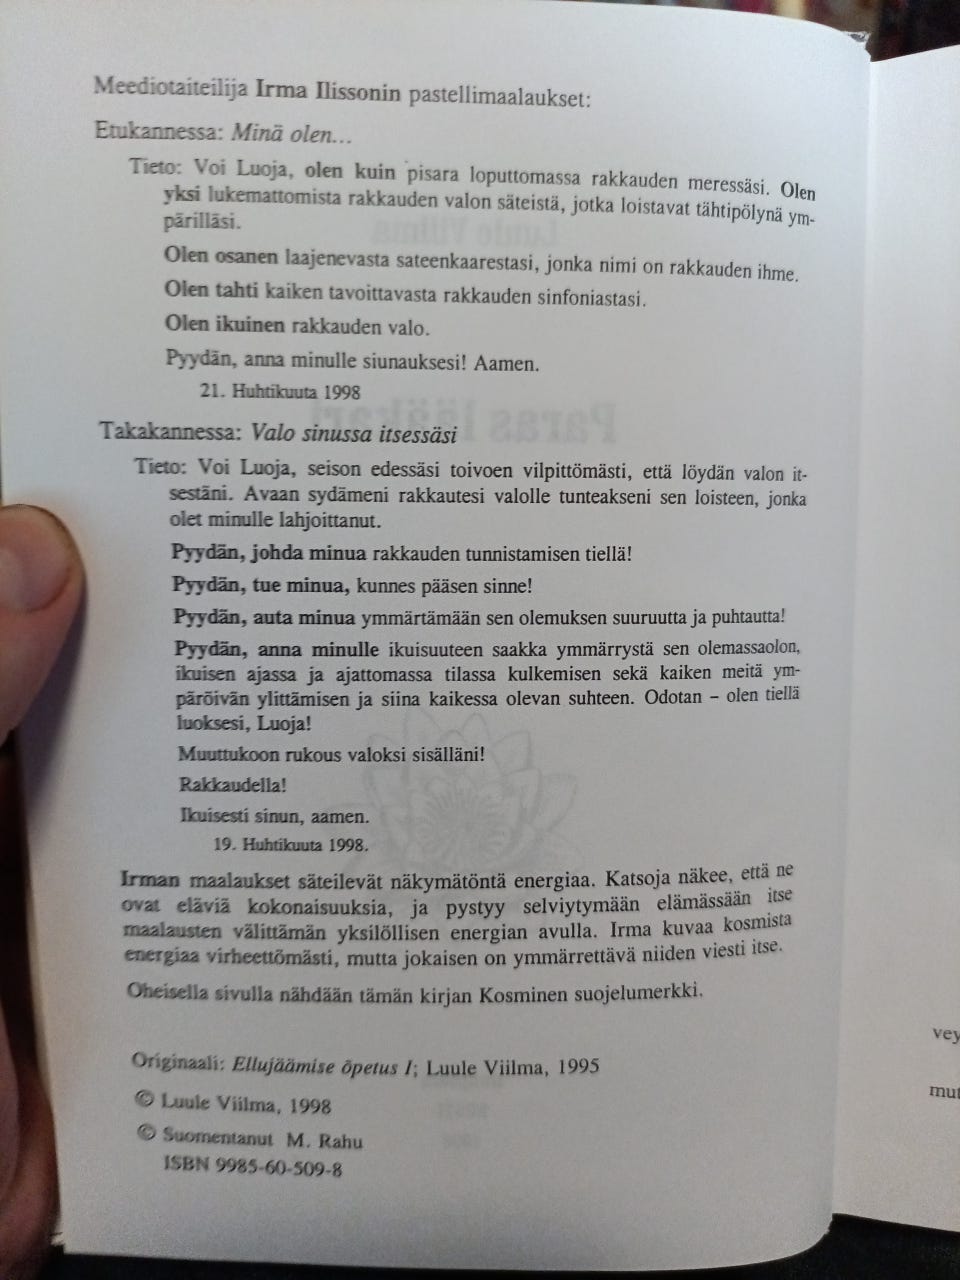 Meediotaiteilija Irma Ilissonin pastellimaalaukset:
Etukannessa: Minä olen...
Tieto: Voi Luoja, olen kuin pisara loputtomassa rakkauden meressäsi. Olen
yksi lukemattomista rakkauden valon säteistä, jotka loistavat tähtipölynä ym-
pärilläsi.
Olen osanen laajenevasta sateenkaarestasi, jonka nimi on rakkauden ihme.
Olen tahti kaiken tavoittavasta rakkauden sinfoniastasi.
Olen ikuinen rakkauden valo.
Pyydän, anna minulle siunauksesi! Aamen.
21. Huhtikuuta 1998
Takakannessa: Valo sinussa itsessäsi
Tieto: Voi Luoja, seison edessäsi toivoen vilpittömästi, että löydän valon it-
sestäni. Avaan sydämeni rakkautesi valolle tunteakseni sen loisteen, jonka
olet minulle lahjoittanut.
Pyydän, johda minua rakkauden tunnistamisen tiellä!
Pyydän, tue minua, kunnes pääsen sinne!
Pyydän, auta minua ymmärtämään sen olemuksen suuruutta ja puhtautta!
Pyydän, anna minulle ikuisuuteen saakka ymmärrystä sen olemassaolon,
ikuisen ajassa ja ajattomassa tilassa kulkemisen sekä kaiken meitä ym-
päröivän ylittämisen ja siina kaikessa olevan suhteen. Odotan – olen tiellä
luoksesi, Luoja!
Muuttukoon rukous valoksi sisälläni!
Rakkaudella!
Ikuisesti sinun, aamen.
19. Huhtikuuta 1998.
Irman maalaukset säteilevät näkymätöntä energiaa. Katsoja näkee, että ne
ovat eläviä kokonaisuuksia, ja pystyy selviytymään elämässään itse
maalausten välittämän yksilöllisen energian avulla. Irma kuvaa kosmista
energiaa virheettömästi, mutta jokaisen on ymmärrettävä niiden viesti itse.
Oheisella sivulla nähdään tämän kirjan Kosminen suojelumerkki.
Originaali: Ellujäämise õpetus I; Luule Viilma, 1995
© Luule Viilma, 1998
© Suomentanut M. Rahu
ISBN 9985-60-509-8
vey
mut